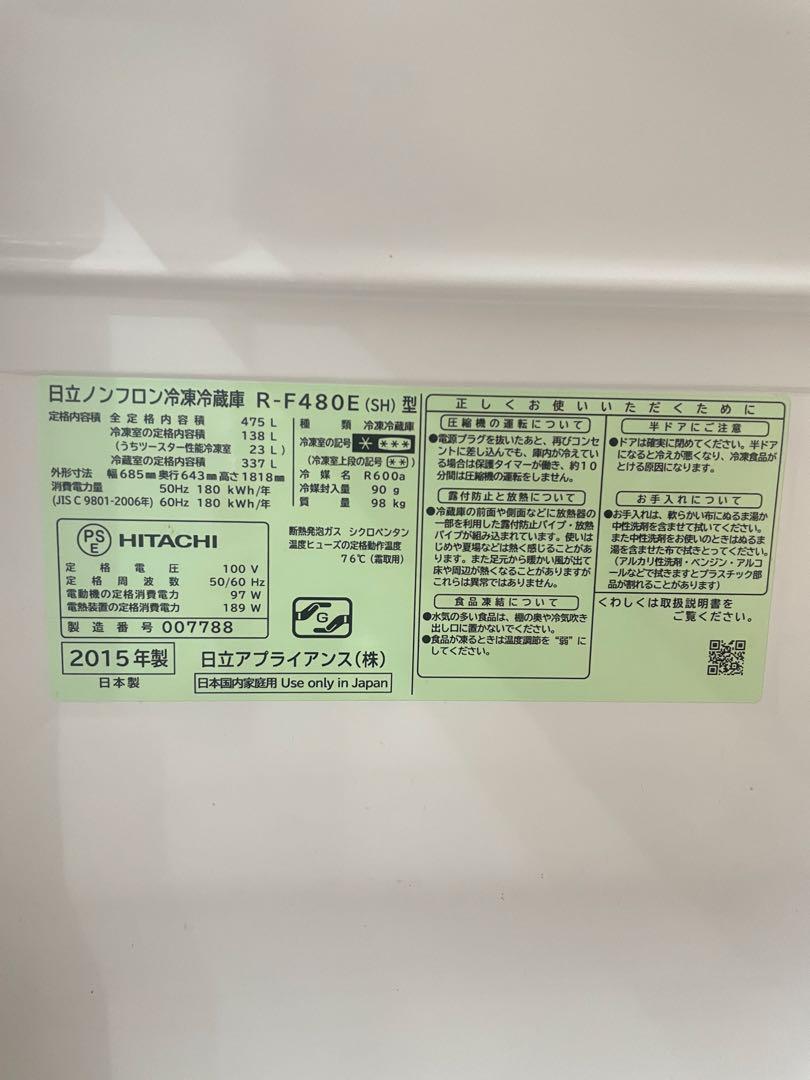 日立ノンフロン冷凍冷蔵庫 R-F480E (SH) 型
定格内容積 全定格内容積 475 L
冷凍室の定格内容積 138 L
(うちツースター性能冷凍室 23 L)
冷蔵室の定格内容積 337 L
外形寸法 幅685㎜奥行643㎜高さ1818㎜
消費電力量 50Hz 180 kWh/年
(JIS C 9801-2006年) 60Hz 180 kWh/年
種類 冷凍冷蔵庫
冷凍室の記号 * ***
(冷凍室上段の記号 **)
冷媒名 R600a
冷媒封入量 90 g
質量 98 kg
PS
E
HITACHI
定格電圧 100 V
定格周波数 50/60 Hz
電動機の定格消費電力 97 W
電熱装置の定格消費電力 189 W
製造番号 007788
断熱発泡ガス シクロペンタン
温度ヒューズの定格動作温度
76℃ (霜取用)
G
2015年製
日本製
日立アプライアンス(株)
日本国内家庭用 Use only in Japan
正しくお使いいただくために
圧縮機の運転について
●電源プラグを抜いたあと、再びコンセ
ントに差し込んでも、庫内が冷えてい
る場合は保護タイマーが働き、約10
分間は圧縮機の運転をしません。
露付防止と放熱について
●冷蔵庫の前面や側面などに放熱器の
一部を利用した露付防止パイプ・放熱
パイプが組み込まれています。使いは
じめや夏場などは熱く感じることがあ
ります。また足元から暖かい風が出て
床や周辺が熱くなることがありますが
これらは異常ではありません。
食品凍結について
●水気の多い食品は、棚の奥や冷気吹き
出し口に置かないでください。
●食品が凍るときは温度調節を“弱”に
してください。
半ドアにご注意
●ドアは確実に閉めてください。半ドア
になると冷えが悪くなり、冷凍食品が
とける原因になります。
お手入れについて
●お手入れは、軟らかい布にぬるま湯か
中性洗剤を含ませて拭いてください。
また中性洗剤をお使いのときはぬるま
湯を含ませた布で拭きとってください。
(アルカリ性洗剤・ベンジン・アルコ
ールなどで拭きますとプラスチック部
品が割れることがあります)
くわしくは取扱説明書を
ご覧ください。